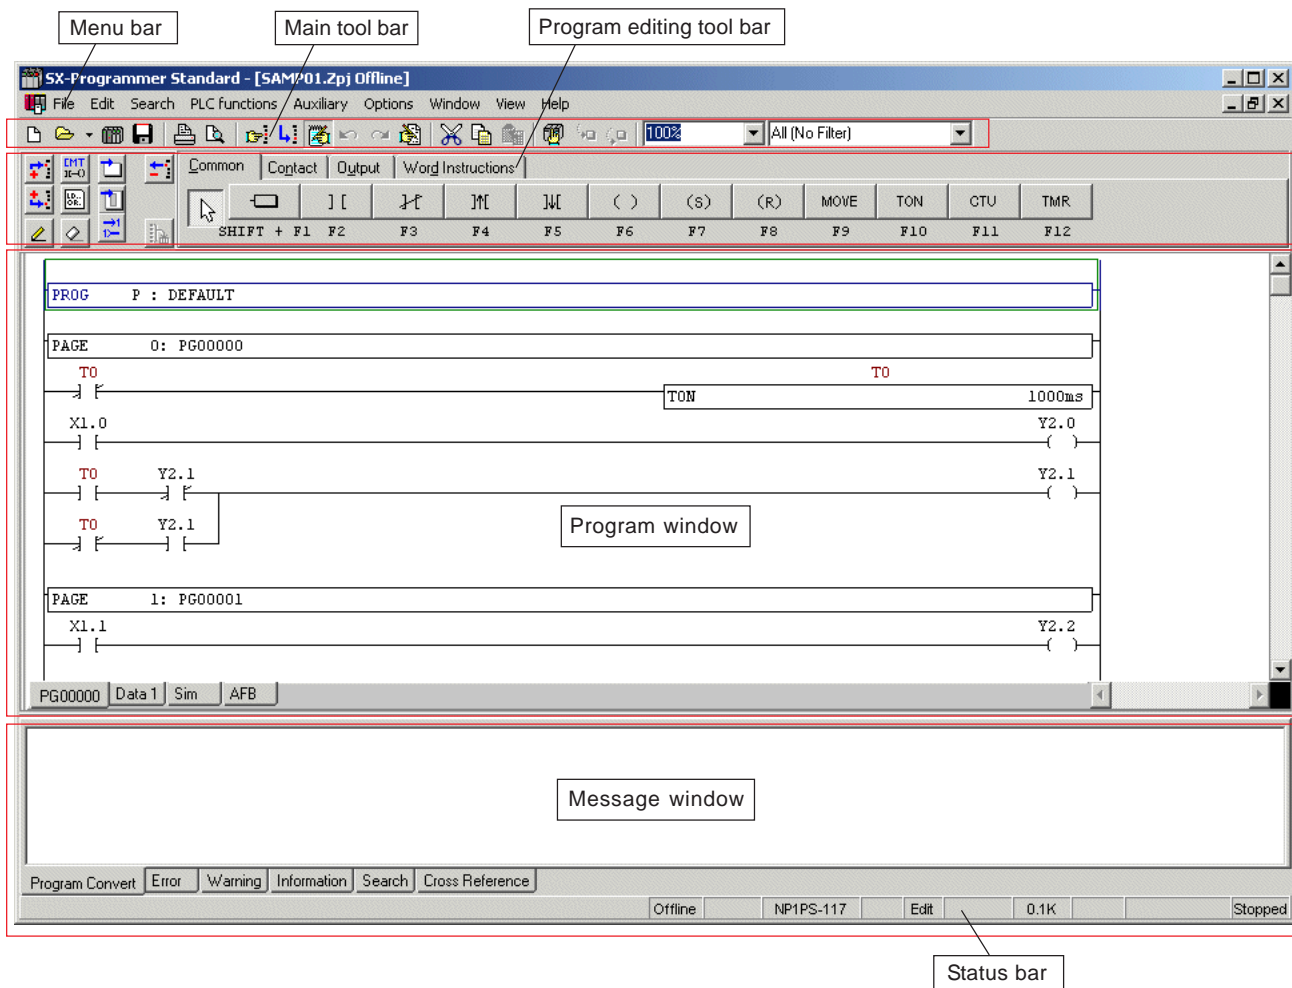 Menu bar
Main tool bar
Program editing tool bar
SX-Programmer Standard - [SAMP01.Zpj Offline]
File Edit Search PLC functions Auxiliary Options Window View Help
100% All (No Filter)
Common Contact Output Word Instructions
CMT
LD..
OR..
(S) (R) MOVE TON CTU TMR
SHIFT + F1 F2 F3 F4 F5 F6 F7 F8 F9 F10 F11 F12
PROG P : DEFAULT
PAGE 0: PG00000
T0 T0
TON 1000ms
X1.0 Y2.0
T0 Y2.1 Y2.1
Program window
T0 Y2.1
PAGE 1: PG00001
X1.1 Y2.2
PG00000 Data 1 Sim AFB
Message window
Program Convert Error Warning Information Search Cross Reference
Offline NP1PS-117 Edit 0.1K Stopped
Status bar